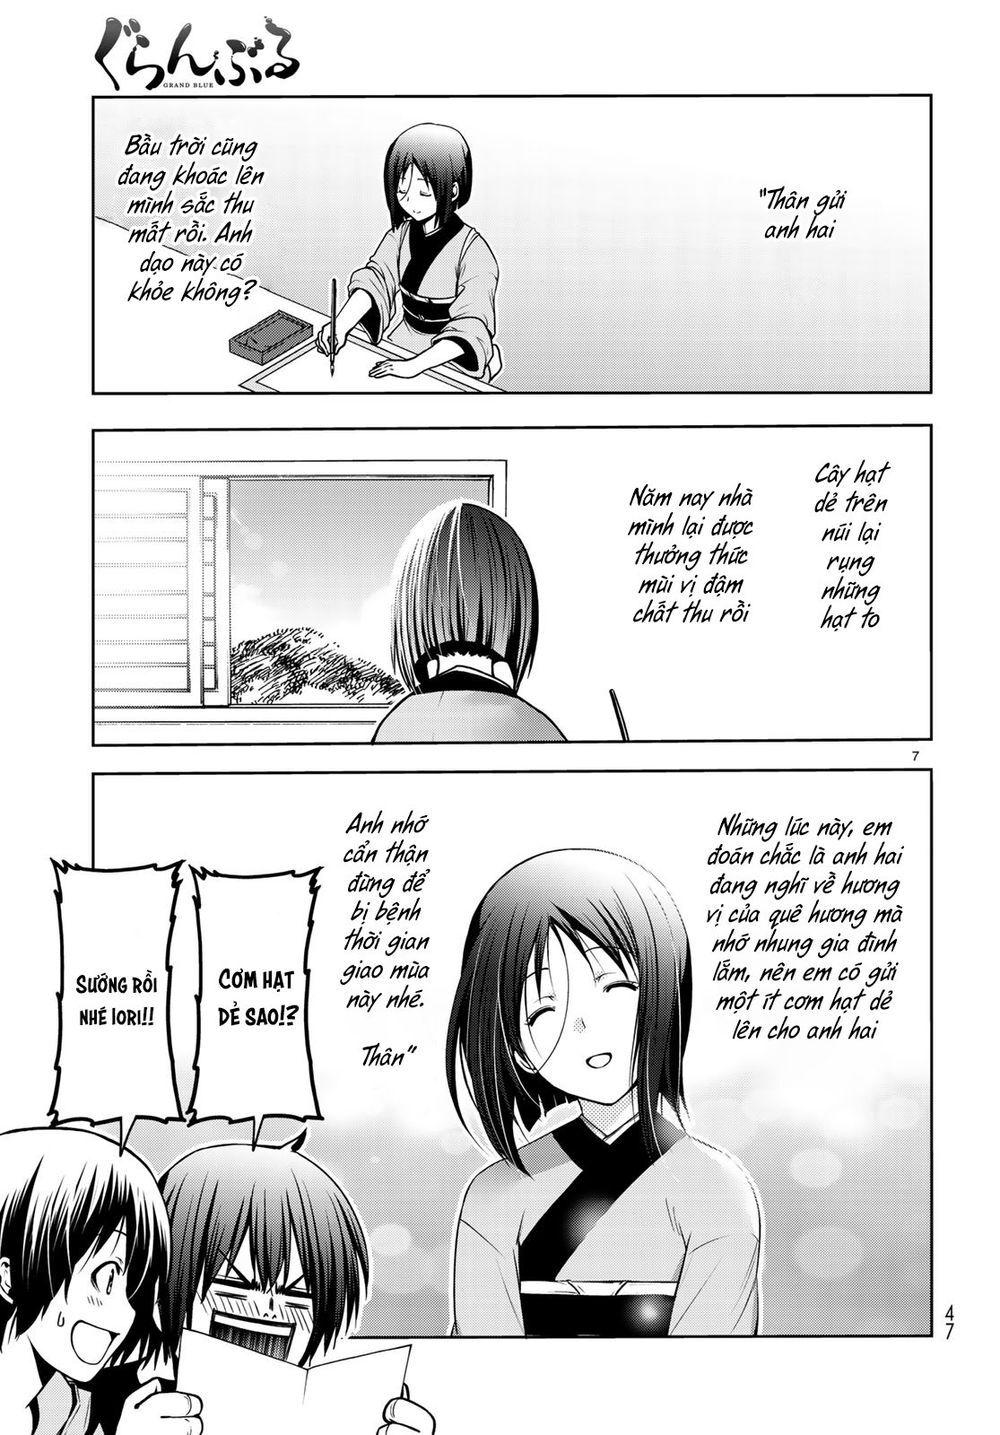 ぐらんぶる
GRAND BLUE
"Thân gửi
anh hai
Bầu trời cũng
đang khoác lên
mình sắc thu
mất rồi. Anh
dạo này có
khỏe không?
Cây hạt
dẻ trên
núi lại
rụng
những
hạt to
Năm nay nhà
mình lại được
thưởng thức
mùi vị đậm
chất thu rồi
7
Những lúc này, em
đoán chắc là anh hai
đang nghĩ về hương
vị của quê hương mà
nhớ nhung gia đình
lắm, nên em có gửi
một ít cơm hạt dẻ
lên cho anh hai
Anh nhớ
cẩn thận
đừng để
bị bệnh
thời gian
giao mùa
này nhé.
Thân"
CƠM HẠT
DẺ SAO!?
SƯỚNG RỒI
NHÉ IORI!!
47